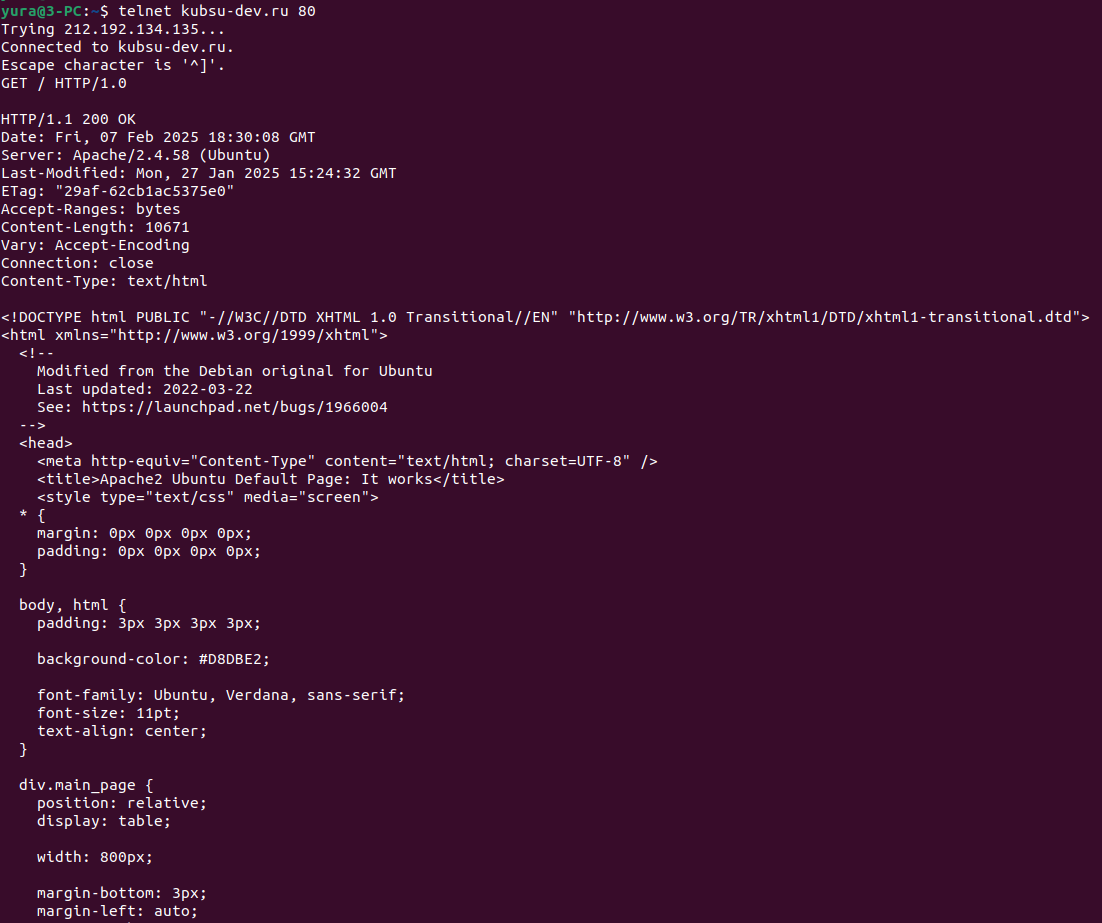 yura@3-PC:~$ telnet kubsu-dev.ru 80
Trying 212.192.134.135...
Connected to kubsu-dev.ru.
Escape character is '^]'.
GET / HTTP/1.0

HTTP/1.1 200 OK
Date: Fri, 07 Feb 2025 18:30:08 GMT
Server: Apache/2.4.58 (Ubuntu)
Last-Modified: Mon, 27 Jan 2025 15:24:32 GMT
ETag: "29af-62cb1ac5375e0"
Accept-Ranges: bytes
Content-Length: 10671
Vary: Accept-Encoding
Connection: close
Content-Type: text/html

<!DOCTYPE html PUBLIC "-//W3C//DTD XHTML 1.0 Transitional//EN" "http://www.w3.org/TR/xhtml1/DTD/xhtml1-transitional.dtd">
<html xmlns="http://www.w3.org/1999/xhtml">
  <!--
    Modified from the Debian original for Ubuntu
    Last updated: 2022-03-22
    See: https://launchpad.net/bugs/1966004
  -->
  <head>
    <meta http-equiv="Content-Type" content="text/html; charset=UTF-8" />
    <title>Apache2 Ubuntu Default Page: It works</title>
    <style type="text/css" media="screen">
  * {
    margin: 0px 0px 0px 0px;
    padding: 0px 0px 0px 0px;
  }

  body, html {
    padding: 3px 3px 3px 3px;

    background-color: #D8DBE2;

    font-family: Ubuntu, Verdana, sans-serif;
    font-size: 11pt;
    text-align: center;
  }

  div.main_page {
    position: relative;
    display: table;

    width: 800px;

    margin-bottom: 3px;
    margin-left: auto;